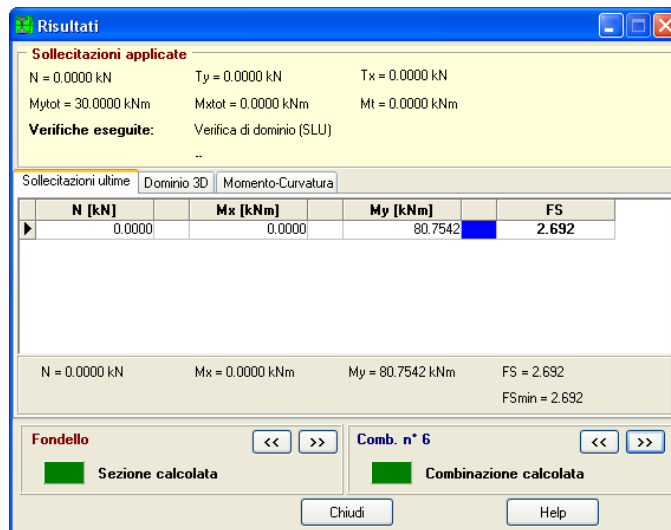 Risultati
Sollecitazioni applicate
N = 0.0000 kN Ty = 0.0000 kN Tx = 0.0000 kN
Mytot = 30.0000 kNm Mxtot = 0.0000 kNm Mt = 0.0000 kNm
Verifiche eseguite: Verifica di dominio (SLU)
--
Sollecitazioni ultime Dominio 3D Momento-Curvatura
N [kN] Mx [kNm] My [kNm] FS
0.0000 0.0000 80.7542 2.692
N = 0.0000 kN Mx = 0.0000 kNm My = 80.7542 kNm FS = 2.692
FSmin = 2.692
Fondello << >> Comb. n° 6 << >>
Sezione calcolata Combinazione calcolata
Chiudi Help